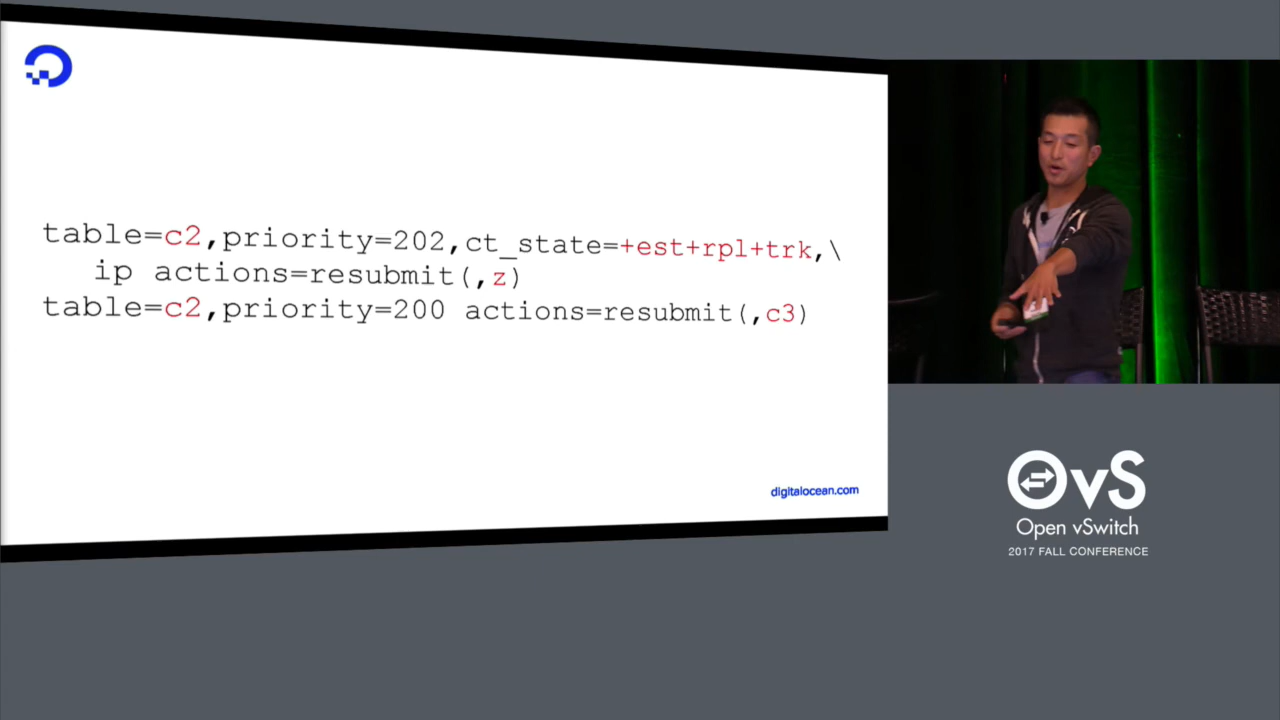 table=c2,priority=202,ct_state=+est+rpl+trk,\
ip actions=resubmit(,z)
table=c2,priority=200 actions=resubmit(,c3)
digitalocean.com
OvS
Open vSwitch
2017 FALL CONFERENCE